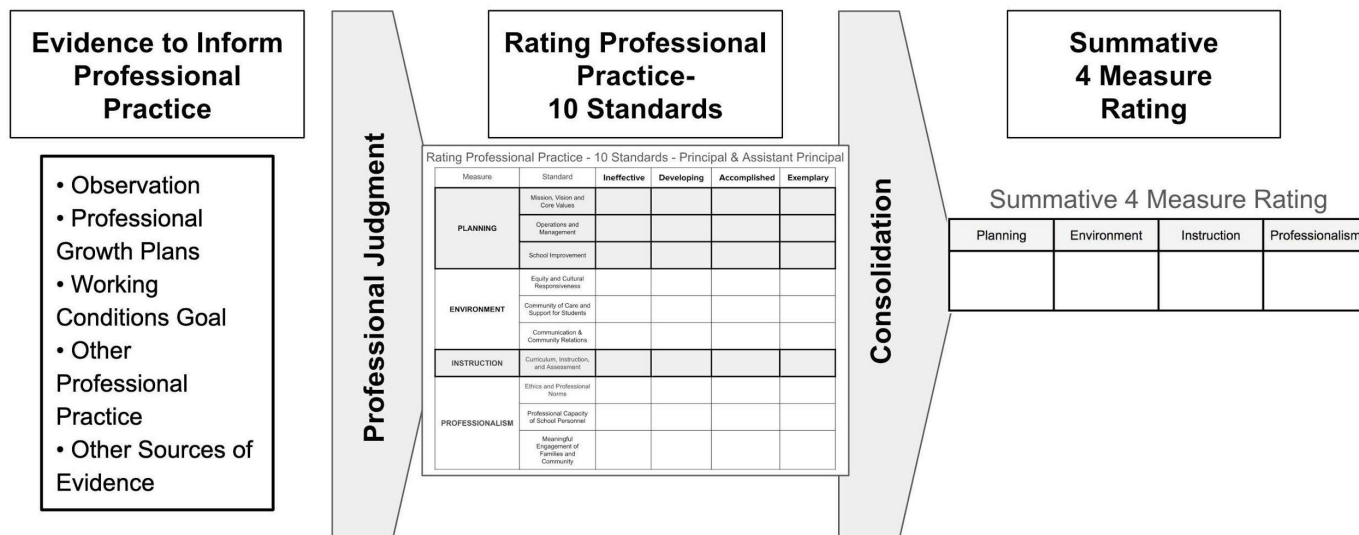 Evidence to Inform
Professional
Practice
• Observation
• Professional
Growth Plans
• Working
Conditions Goal
• Other
Professional
Practice
• Other Sources of
Evidence
Professional Judgment
Rating Professional
Practice-
10 Standards
Rating Professional Practice - 10 Standards - Principal & Assistant Principal
Measure Standard Ineffective Developing Accomplished Exemplary
PLANNING
Mission, Vision and
Core Values
Operations and
Management
School Improvement
ENVIRONMENT
Equity and Cultural
Responsiveness
Community of Care and
Support for Students
Communication &
Community Relations
INSTRUCTION
Curriculum, Instruction,
and Assessment
PROFESSIONALISM
Ethics and Professional
Norms
Professional Capacity
of School Personnel
Meaningful
Engagement of
Families and
Community
Consolidation
Summative
4 Measure
Rating
Summative 4 Measure Rating
Planning Environment Instruction Professionalism